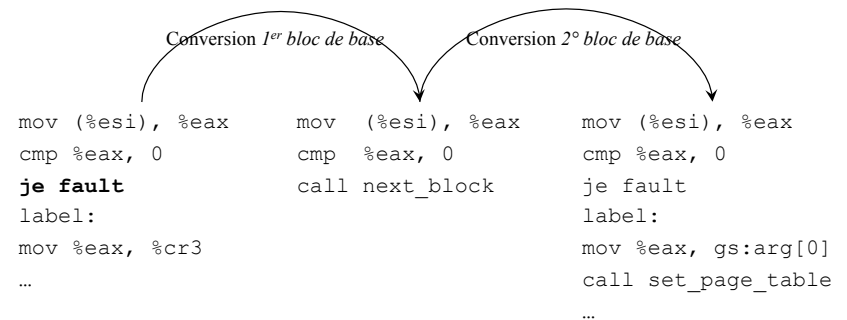 Conversion 1er bloc de base
Conversion 2° bloc de base
mov (%esi), %eax
cmp %eax, 0
je fault
label:
mov %eax, %cr3
…
mov (%esi), %eax
cmp %eax, 0
call next_block
mov (%esi), %eax
cmp %eax, 0
je fault
label:
mov %eax, gs:arg[0]
call set_page_table
…